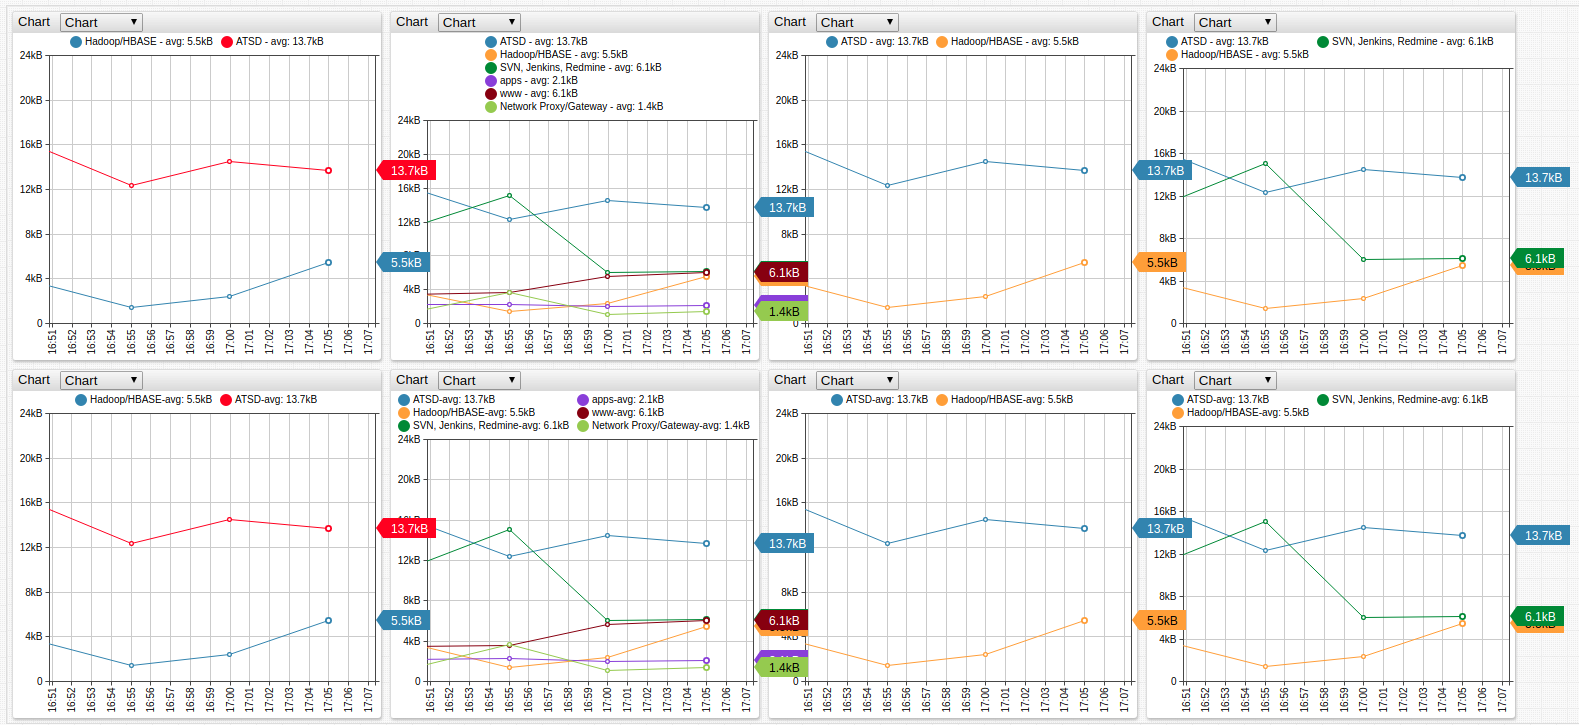 Chart Chart ▼
Hadoop/HBASE - avg: 5.5kB ATSD - avg: 13.7kB
24kB
20kB
16kB
12kB
8kB
4kB
0
13.7kB
5.5kB
16:51 16:52 16:53 16:54 16:55 16:56 16:57 16:58 16:59 17:00 17:01 17:02 17:03 17:04 17:05 17:06 17:07
Chart Chart ▼
ATSD - avg: 13.7kB
Hadoop/HBASE - avg: 5.5kB
SVN, Jenkins, Redmine - avg: 6.1kB
apps - avg: 2.1kB
www - avg: 6.1kB
Network Proxy/Gateway - avg: 1.4kB
24kB
20kB
16kB
12kB
4kB
0
13.7kB
6.1kB
1.4kB
16:51 16:52 16:53 16:54 16:55 16:56 16:57 16:58 16:59 17:00 17:01 17:02 17:03 17:04 17:05 17:06 17:07
Chart Chart ▼
ATSD - avg: 13.7kB Hadoop/HBASE - avg: 5.5kB
24kB
20kB
16kB
12kB
8kB
0
13.7kB
5.5kB
16:51 16:52 16:53 16:54 16:55 16:56 16:57 16:58 16:59 17:00 17:01 17:02 17:03 17:04 17:05 17:06 17:07
Chart Chart ▼
ATSD - avg: 13.7kB SVN, Jenkins, Redmine - avg: 6.1kB
Hadoop/HBASE - avg: 5.5kB
24kB
20kB
16kB
12kB
8kB
4kB
0
13.7kB
6.1kB
16:51 16:52 16:53 16:54 16:55 16:56 16:57 16:58 16:59 17:00 17:01 17:02 17:03 17:04 17:05 17:06 17:07
Chart Chart ▼
Hadoop/HBASE-avg: 5.5kB ATSD-avg: 13.7kB
24kB
20kB
16kB
12kB
8kB
4kB
0
13.7kB
5.5kB
16:51 16:52 16:53 16:54 16:55 16:56 16:57 16:58 16:59 17:00 17:01 17:02 17:03 17:04 17:05 17:06 17:07
Chart Chart ▼
ATSD-avg: 13.7kB apps-avg: 2.1kB
Hadoop/HBASE-avg: 5.5kB www-avg: 6.1kB
SVN, Jenkins, Redmine-avg: 6.1kB Network Proxy/Gateway-avg: 1.4kB
24kB
20kB
12kB
8kB
4kB
0
13.7kB
6.1kB
1.4kB
16:51 16:52 16:53 16:54 16:55 16:56 16:57 16:58 16:59 17:00 17:01 17:02 17:03 17:04 17:05 17:06 17:07
Chart Chart ▼
ATSD-avg: 13.7kB Hadoop/HBASE-avg: 5.5kB
24kB
20kB
16kB
12kB
8kB
4kB
0
13.7kB
5.5kB
16:51 16:52 16:53 16:54 16:55 16:56 16:57 16:58 16:59 17:00 17:01 17:02 17:03 17:04 17:05 17:06 17:07
Chart Chart ▼
ATSD-avg: 13.7kB SVN, Jenkins, Redmine-avg: 6.1kB
Hadoop/HBASE-avg: 5.5kB
24kB
20kB
16kB
12kB
8kB
4kB
0
13.7kB
6.1kB
16:51 16:52 16:53 16:54 16:55 16:56 16:57 16:58 16:59 17:00 17:01 17:02 17:03 17:04 17:05 17:06 17:07